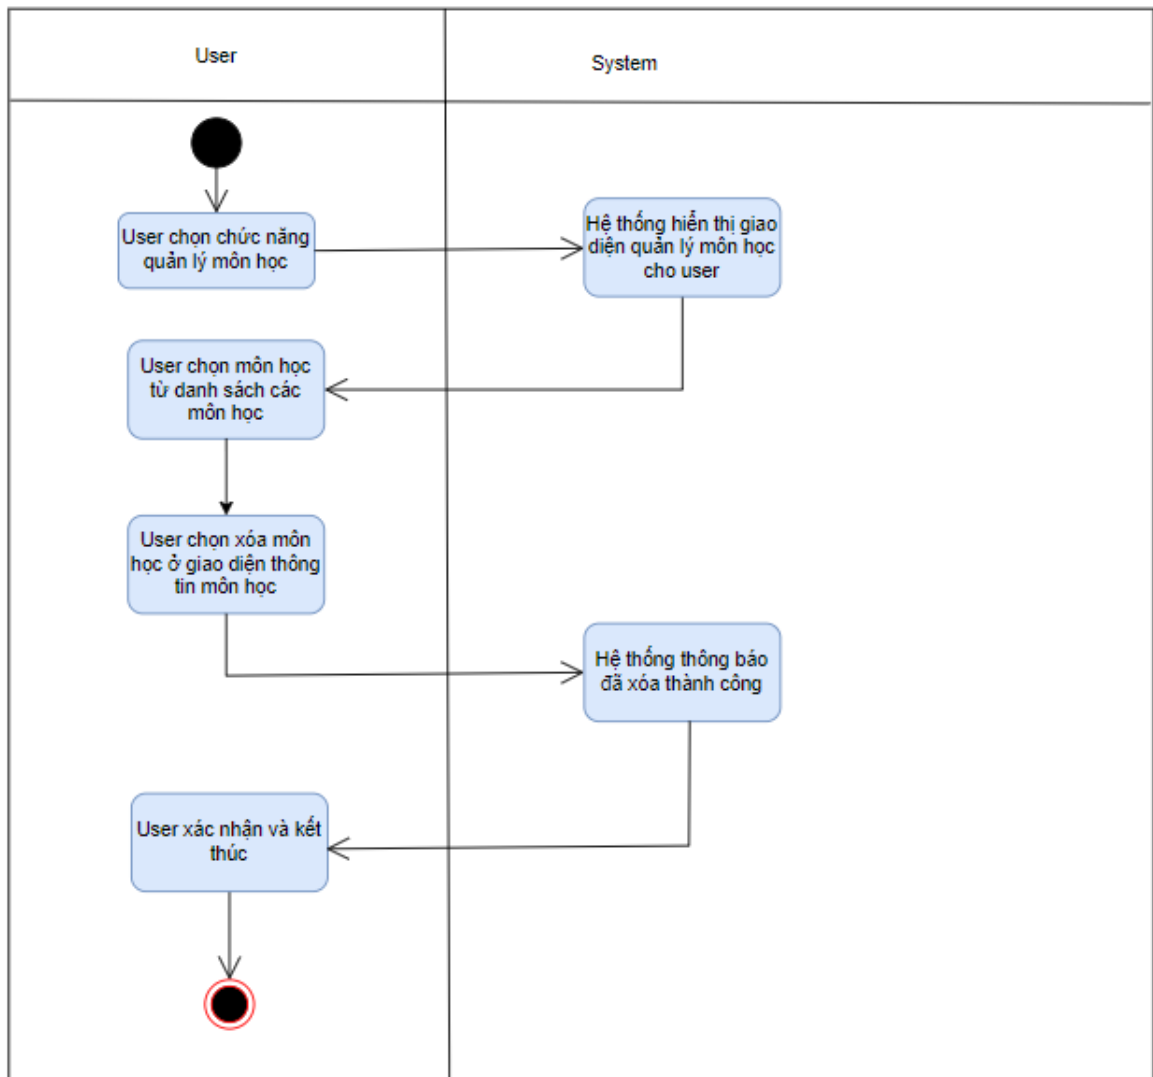 User
System
User chọn chức năng
quản lý môn học
Hệ thống hiển thị giao
diện quản lý môn học
cho user
User chọn môn học
từ danh sách các
môn học
User chọn xóa môn
học ở giao diện thông
tin môn học
Hệ thống thông báo
đã xóa thành công
User xác nhận và kết
thúc